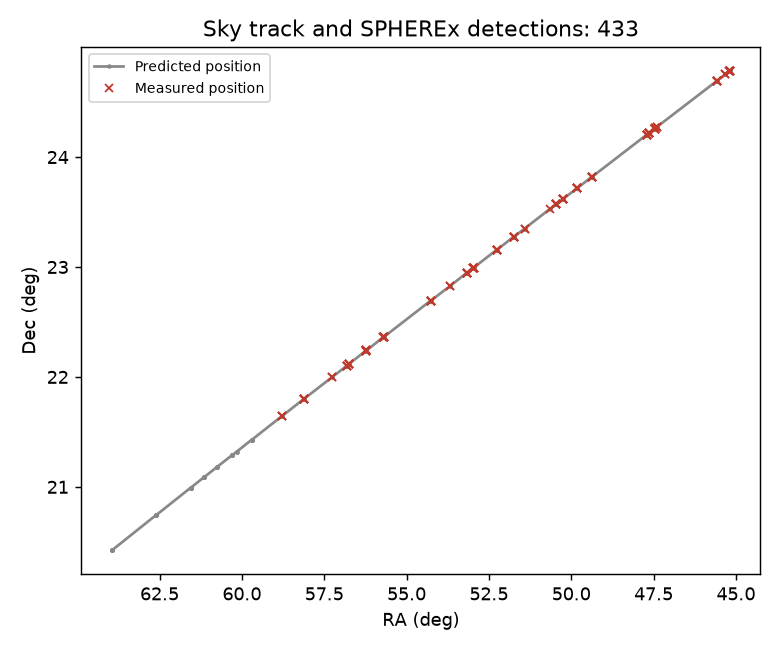 Sky track and SPHEREx detections: 433
Predicted position
Measured position
24
23
22
21
Dec (deg)
62.5 60.0 57.5 55.0 52.5 50.0 47.5 45.0
RA (deg)